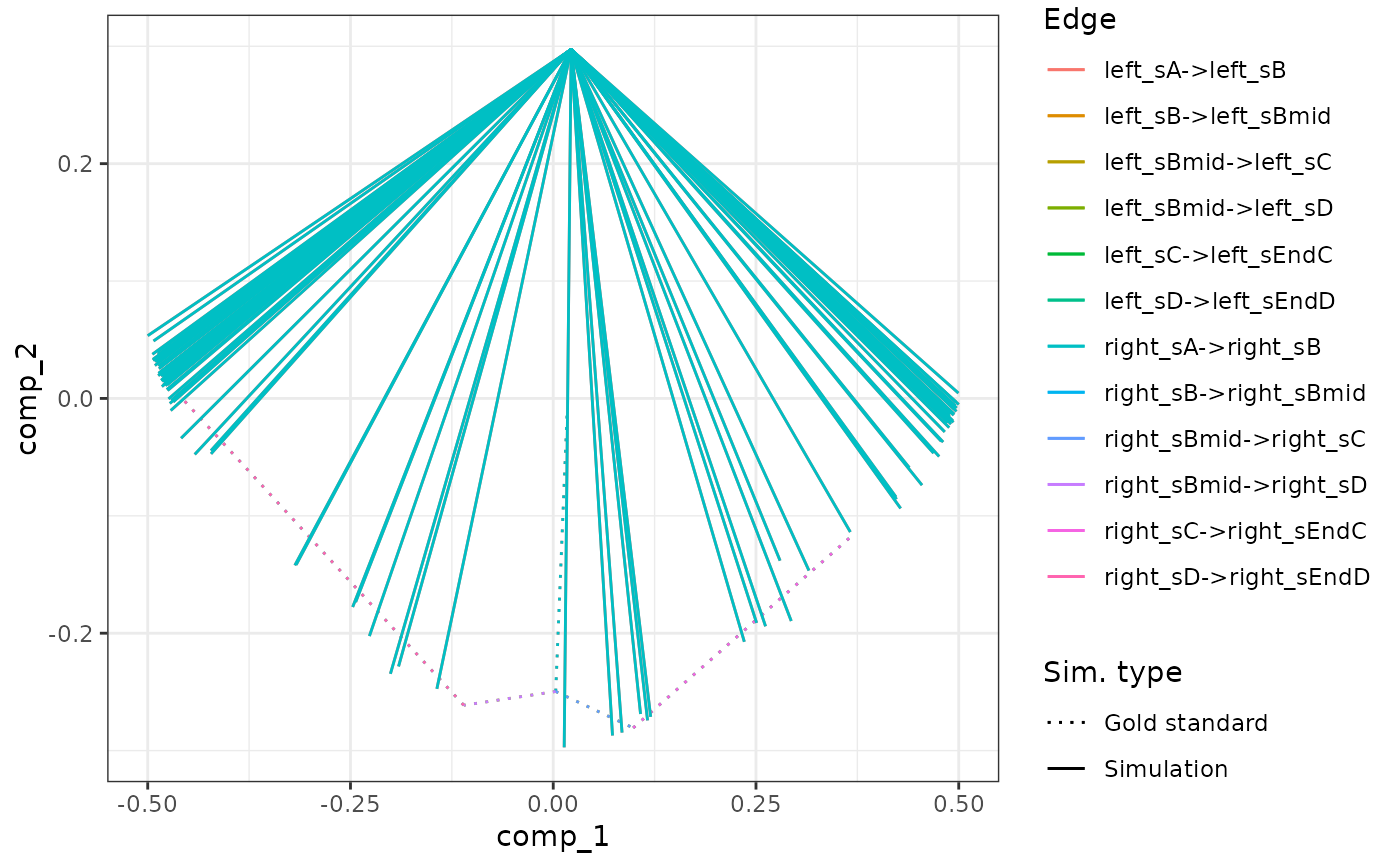 0.2
0.0
-0.2
comp_2
-0.50
-0.25
0.00
0.25
0.50
comp_1
Edge
left_sA->left_sB
left_sB->left_sBmid
left_sBmid->left_sC
left_sBmid->left_sD
left_sC->left_sEndC
left_sD->left_sEndD
right_sA->right_sB
right_sB->right_sBmid
right_sBmid->right_sC
right_sBmid->right_sD
right_sC->right_sEndC
right_sD->right_sEndD
Sim. type
Gold standard
Simulation